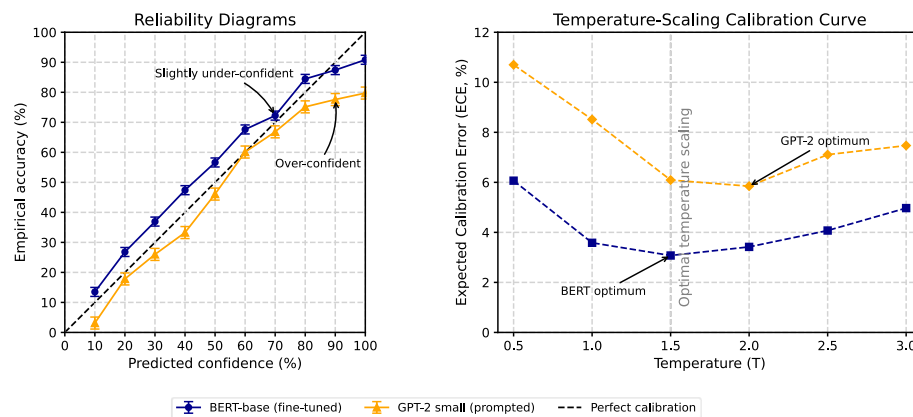 Reliability Diagrams
Empirical accuracy (%)
100
90
80
70
60
50
40
30
20
10
0
Slightly under-confident
Over-confident
0 10 20 30 40 50 60 70 80 90 100
Predicted confidence (%)
Temperature-Scaling Calibration Curve
Expected Calibration Error (ECE, %)
12
10
8
6
4
2
0
Optimal temperature scaling
GPT-2 optimum
BERT optimum
0.5 1.0 1.5 2.0 2.5 3.0
Temperature (T)
BERT-base (fine-tuned) GPT-2 small (prompted) Perfect calibration